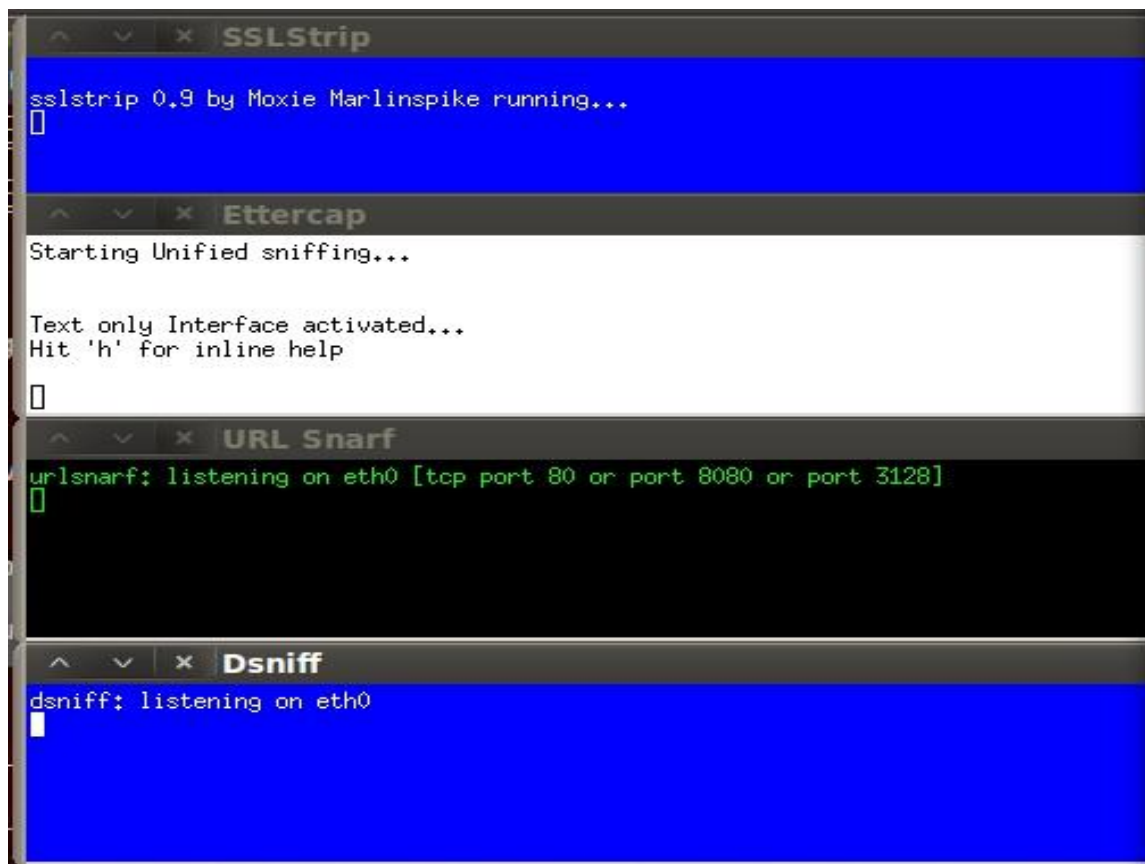 SSLStrip
sslstrip 0.9 by Moxie Marlinspike running...
Ettercap
Starting Unified sniffing...
Text only Interface activated...
Hit 'h' for inline help
URL Snarf
urlsnarf: listening on eth0 [tcp port 80 or port 8080 or port 3128]
Dsniff
dsniff: listening on eth0